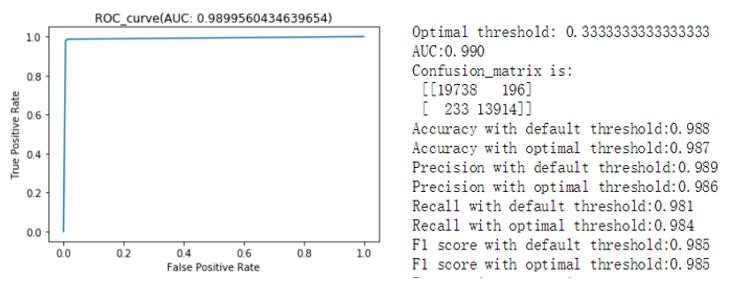 ROC_curve(AUC: 0.9899560434639654)
1.0
0.8
0.6
0.4
0.2
0.0
True Positive Rate
0.0 0.2 0.4 0.6 0.8 1.0
False Positive Rate
Optimal threshold: 0.3333333333333333
AUC:0.990
Confusion_matrix is:
[[19738 196]
[ 233 13914]]
Accuracy with default threshold:0.988
Accuracy with optimal threshold:0.987
Precision with default threshold:0.989
Precision with optimal threshold:0.986
Recall with default threshold:0.981
Recall with optimal threshold:0.984
F1 score with default threshold:0.985
F1 score with optimal threshold:0.985